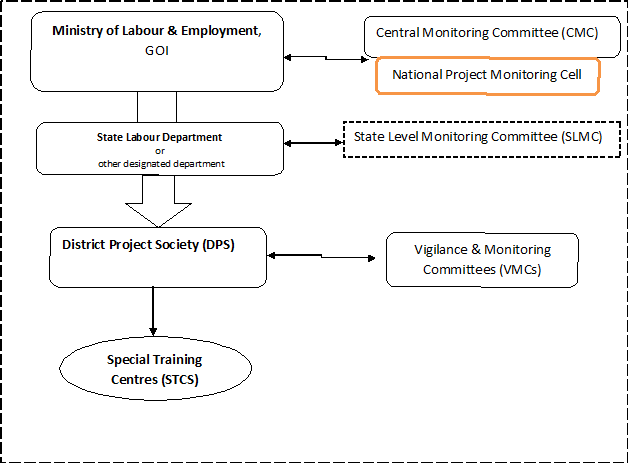 Ministry of Labour & Employment,
GOI
Central Monitoring Committee (CMC)
National Project Monitoring Cell
State Labour Department
or
other designated department
State Level Monitoring Committee (SLMC)
District Project Society (DPS)
Vigilance & Monitoring
Committees (VMCs)
Special Training
Centres (STCS)